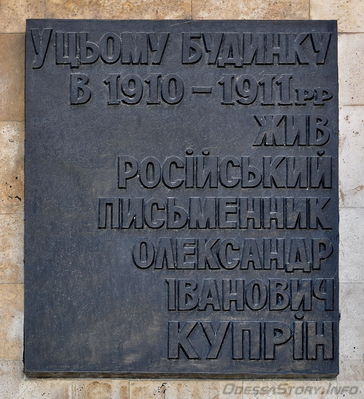 У ЦЬОМУ БУДИНКУ
В 1910 – 1911 РР
ЖИВ
РОСІЙСЬКИЙ
ПИСЬМЕННИК
ОЛЕКСАНДР
ІВАНОВИЧ
КУПРІН
OdessaStory.Info